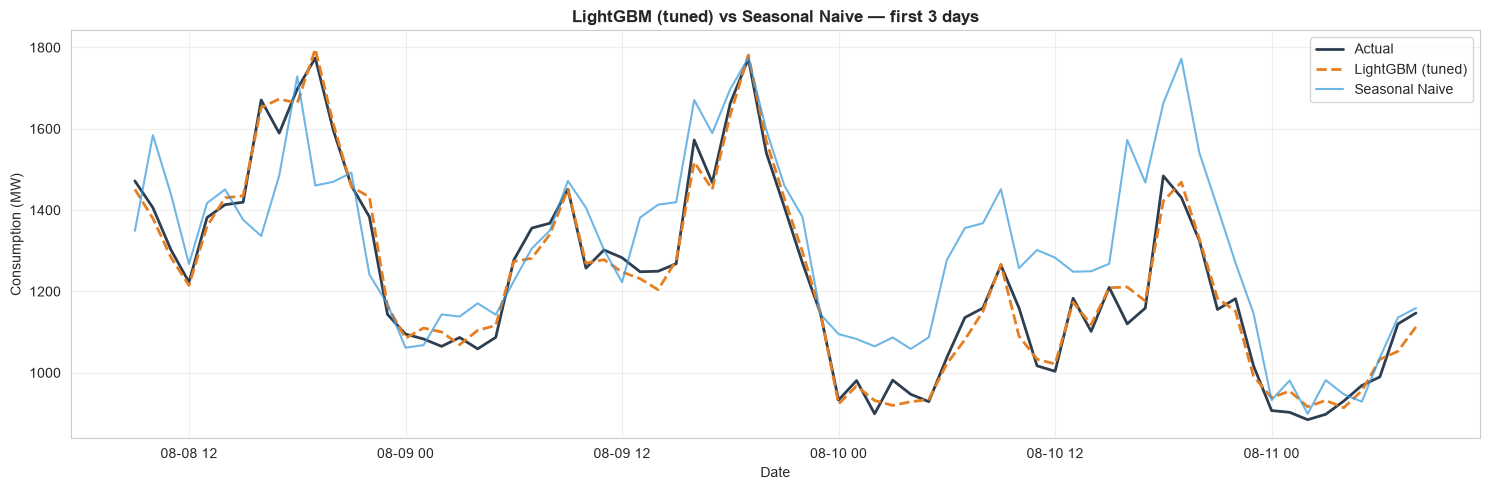 LightGBM (tuned) vs Seasonal Naive — first 3 days
Actual
LightGBM (tuned)
Seasonal Naive
Consumption (MW)
1800
1600
1400
1200
1000
08-08 12
08-09 00
08-09 12
08-10 00
08-10 12
08-11 00
Date